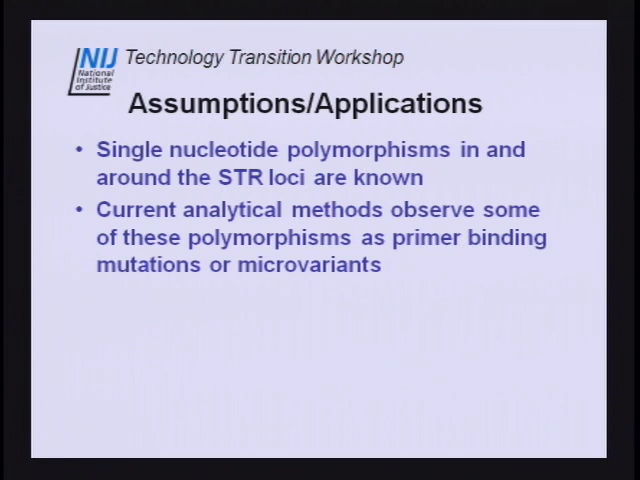 NIJ
National
Institute
of Justice
Technology Transition Workshop
Assumptions/Applications
• Single nucleotide polymorphisms in and
around the STR loci are known
• Current analytical methods observe some
of these polymorphisms as primer binding
mutations or microvariants